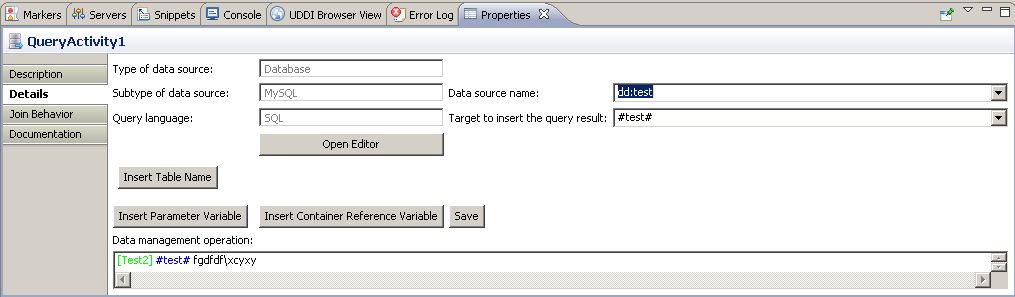 Markers Servers Snippets Console UDDI Browser View Error Log Properties
QueryActivity1
Description
Details
Join Behavior
Documentation
Type of data source: Database
Subtype of data source: MySQL Data source name: dd:test
Query language: SQL Target to insert the query result: #test#
Open Editor
Insert Table Name
Insert Parameter Variable Insert Container Reference Variable Save
Data management operation:
[Test2] #test# fgdfdf\xcyxy